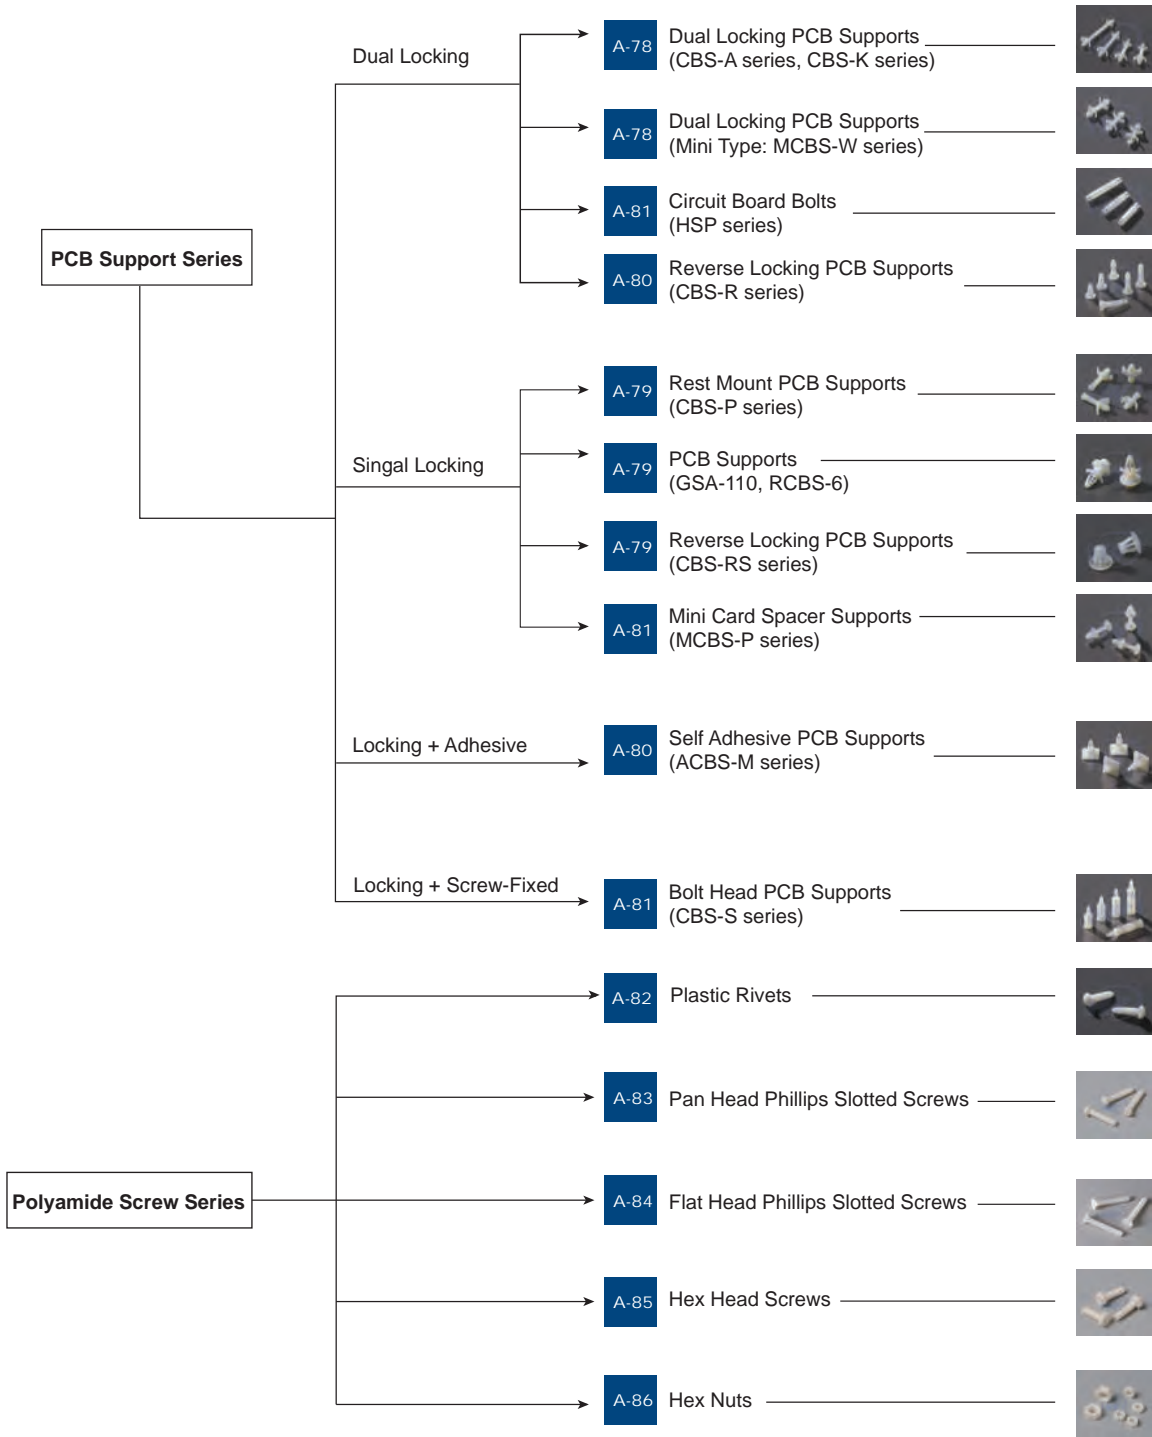 Dual Locking
A-78
Dual Locking PCB Supports
(CBS-A series, CBS-K series)
A-78
Dual Locking PCB Supports
(Mini Type: MCBS-W series)
A-81
Circuit Board Bolts
(HSP series)
PCB Support Series
A-80
Reverse Locking PCB Supports
(CBS-R series)
A-79
Rest Mount PCB Supports
(CBS-P series)
Singal Locking
A-79
PCB Supports
(GSA-110, RCBS-6)
A-79
Reverse Locking PCB Supports
(CBS-RS series)
A-81
Mini Card Spacer Supports
(MCBS-P series)
Locking + Adhesive
A-80
Self Adhesive PCB Supports
(ACBS-M series)
Locking + Screw-Fixed
A-81
Bolt Head PCB Supports
(CBS-S series)
A-82
Plastic Rivets
A-83
Pan Head Phillips Slotted Screws
Polyamide Screw Series
A-84
Flat Head Phillips Slotted Screws
A-85
Hex Head Screws
A-86
Hex Nuts